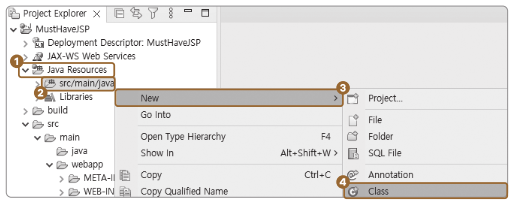 Project Explorer
MustHaveJSP
Deployment Descriptor: MustHaveJSP
JAX-WS Web Services
1
Java Resources
2
src/main/java
Libraries
build
src
main
java
webapp
META-I
WEB-IN
3
New
Go Into
Open Type Hierarchy F4
Show In Alt+Shift+W
Copy Ctrl+C
Copy Qualified Name
Project...
File
Folder
SQL File
Annotation
4
Class